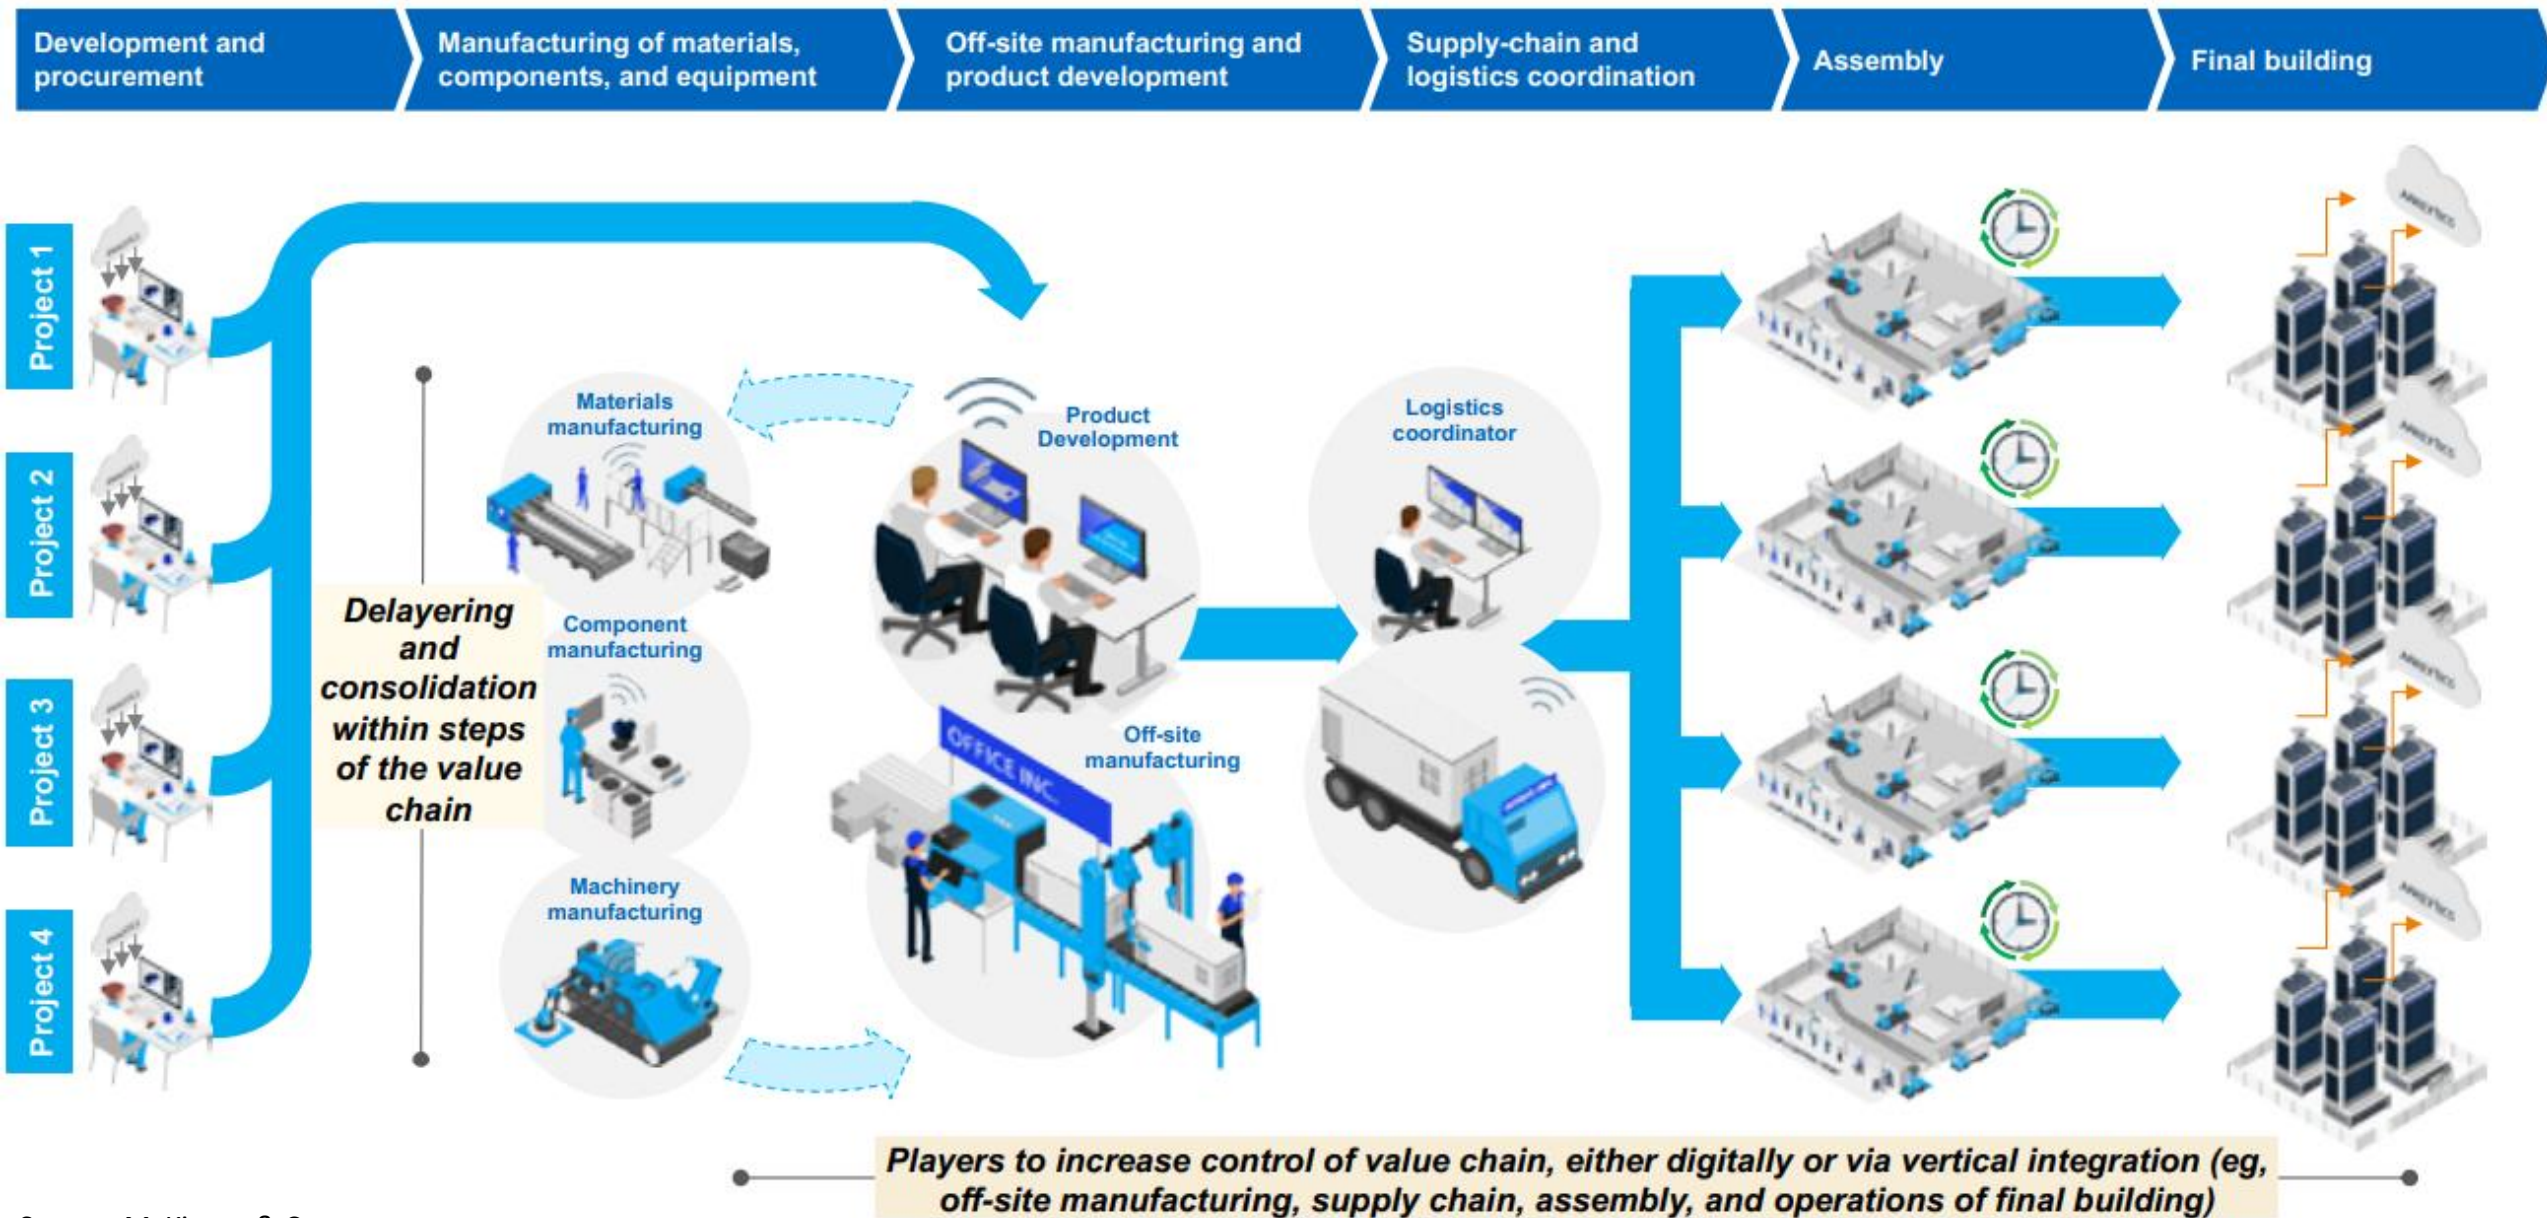 Development and
procurement
Manufacturing of materials,
components, and equipment
Off-site manufacturing and
product development
Supply-chain and
logistics coordination
Assembly
Final building
Project 1
Project 2
Project 3
Project 4
Delayering
and
consolidation
within steps
of the value
chain
Materials
manufacturing
Component
manufacturing
Machinery
manufacturing
Product
Development
OFFICE INC.
Off-site
manufacturing
Logistics
coordinator
ANALYTICS
ANALYTICS
ANALYTICS
ANALYTICS
Players to increase control of value chain, either digitally or via vertical integration (eg,
off-site manufacturing, supply chain, assembly, and operations of final building)